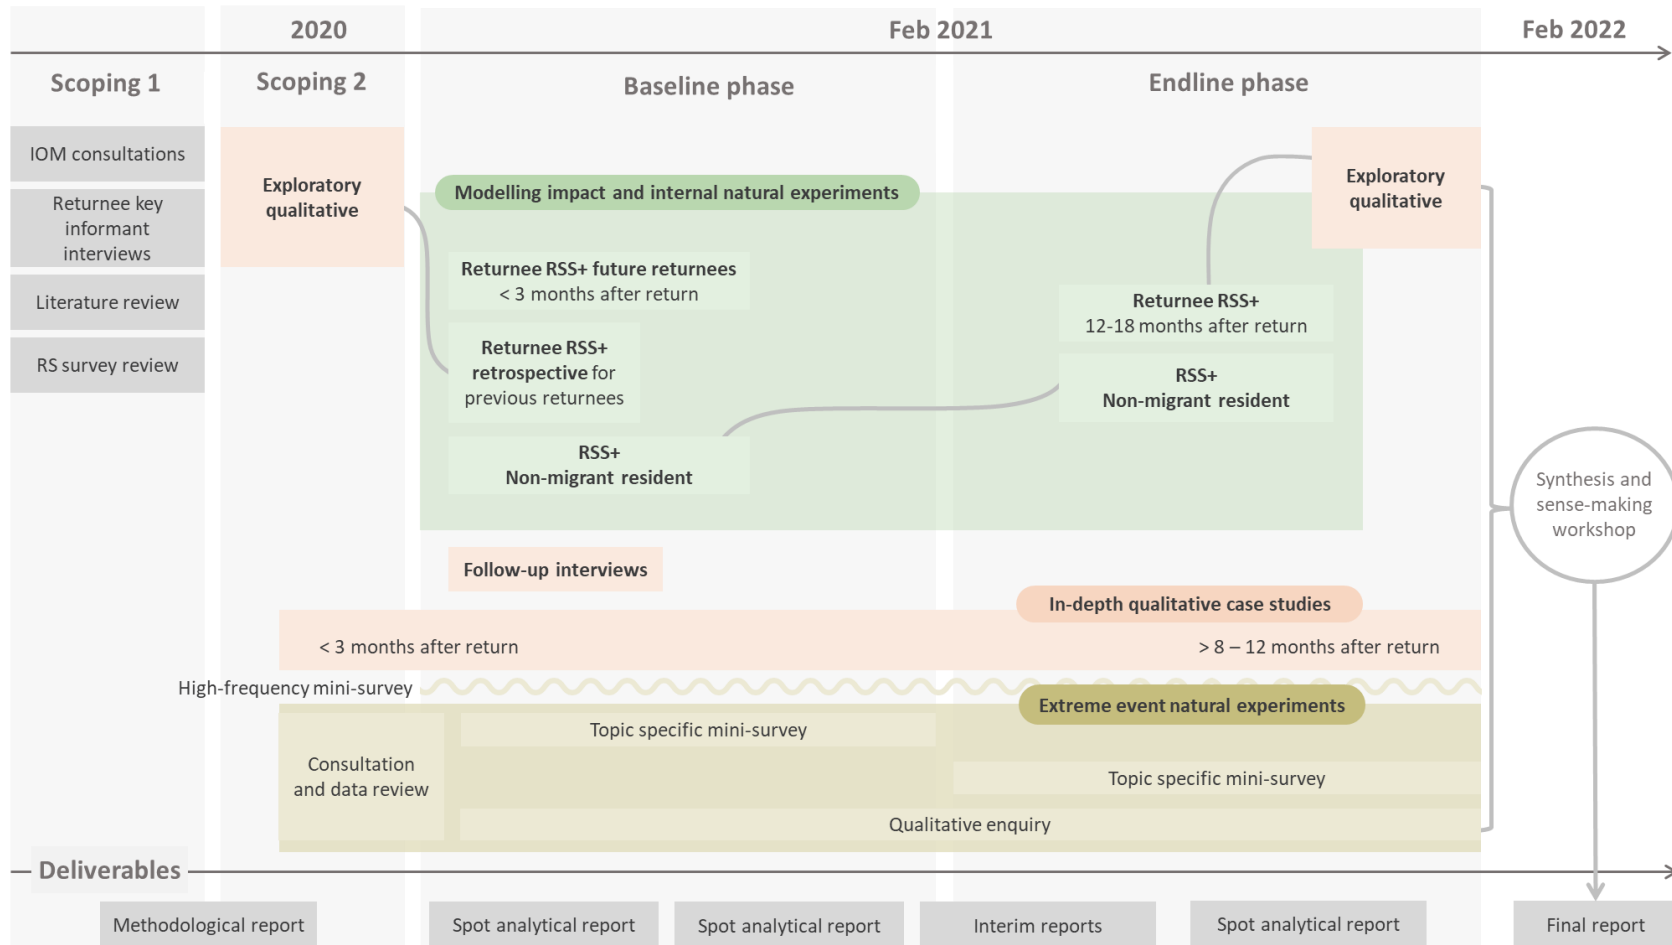 2020
Feb 2021
Feb 2022
Scoping 1
Scoping 2
Baseline phase
Endline phase
IOM consultations
Returnee key
informant
interviews
Literature review
RS survey review
Exploratory
qualitative
Modelling impact and internal natural experiments
Returnee RSS+ future returnees
< 3 months after return
Returnee RSS+
retrospective for
previous returnees
RSS+
Non-migrant resident
Exploratory
qualitative
Returnee RSS+
12-18 months after return
RSS+
Non-migrant resident
Synthesis and
sense-making
workshop
Follow-up interviews
In-depth qualitative case studies
< 3 months after return
> 8 – 12 months after return
High-frequency mini-survey
Extreme event natural experiments
Consultation
and data review
Topic specific mini-survey
Topic specific mini-survey
Qualitative enquiry
Deliverables
Methodological report
Spot analytical report
Spot analytical report
Interim reports
Spot analytical report
Final report